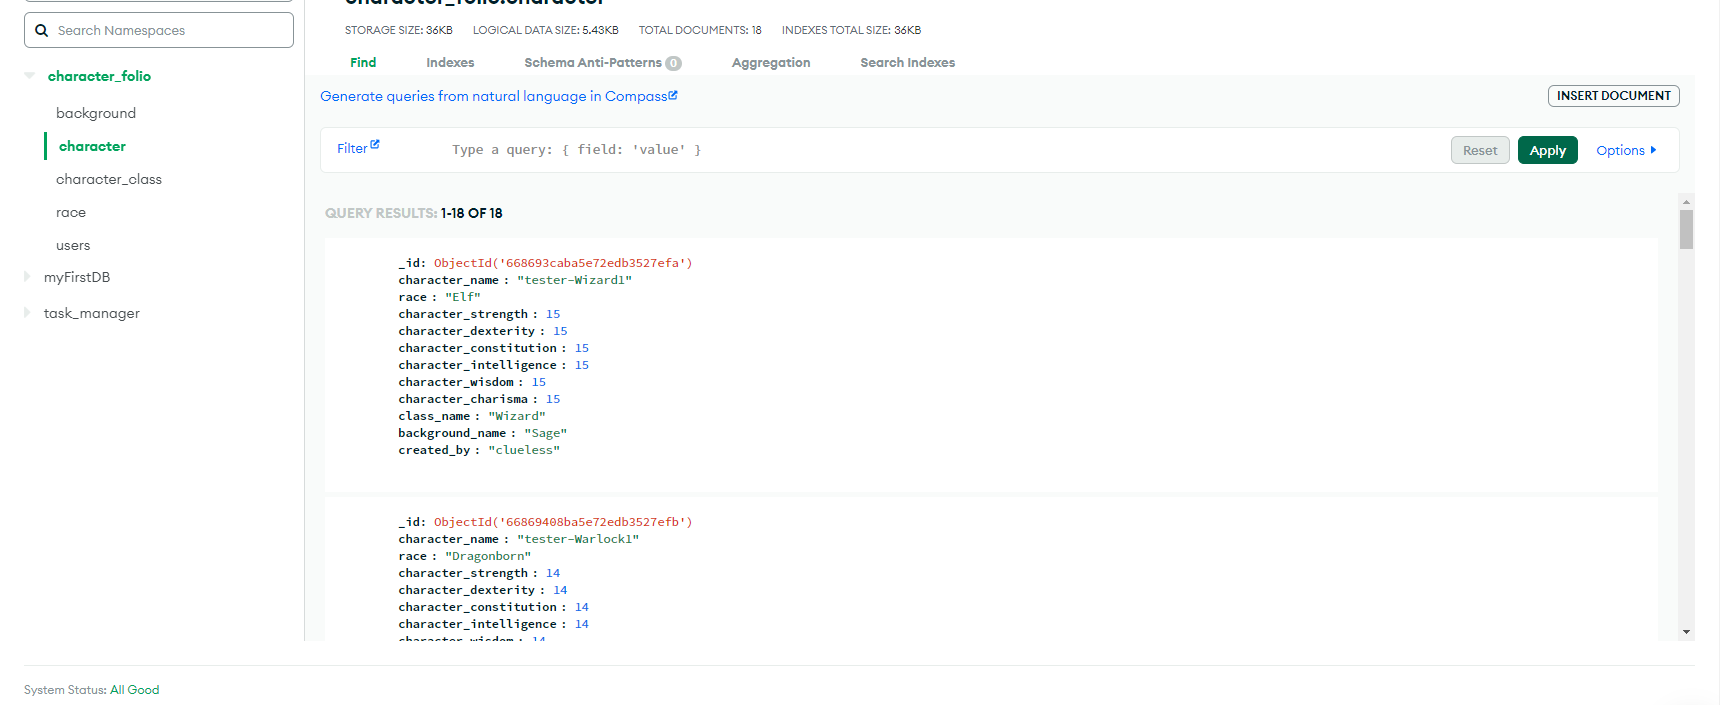 character_folio.character
Search Namespaces
STORAGE SIZE: 36KB LOGICAL DATA SIZE: 5.43KB TOTAL DOCUMENTS: 18 INDEXES TOTAL SIZE: 36KB
Find Indexes Schema Anti-Patterns 0 Aggregation Search Indexes
character_folio
background
character
character_class
race
users
myFirstDB
task_manager
Generate queries from natural language in Compass
INSERT DOCUMENT
Filter Type a query: { field: 'value' } Reset Apply Options
QUERY RESULTS: 1-18 OF 18
_id: ObjectId('668693caba5e72edb3527efa')
character_name : "tester-Wizard1"
race : "Elf"
character_strength : 15
character_dexterity : 15
character_constitution : 15
character_intelligence : 15
character_wisdom : 15
character_charisma : 15
class_name : "Wizard"
background_name : "Sage"
created_by : "clueless"
_id: ObjectId('66869408ba5e72edb3527efb')
character_name : "tester-Warlock1"
race : "Dragonborn"
character_strength : 14
character_dexterity : 14
character_constitution : 14
character_intelligence : 14
character_wisdom : 14
System Status: All Good